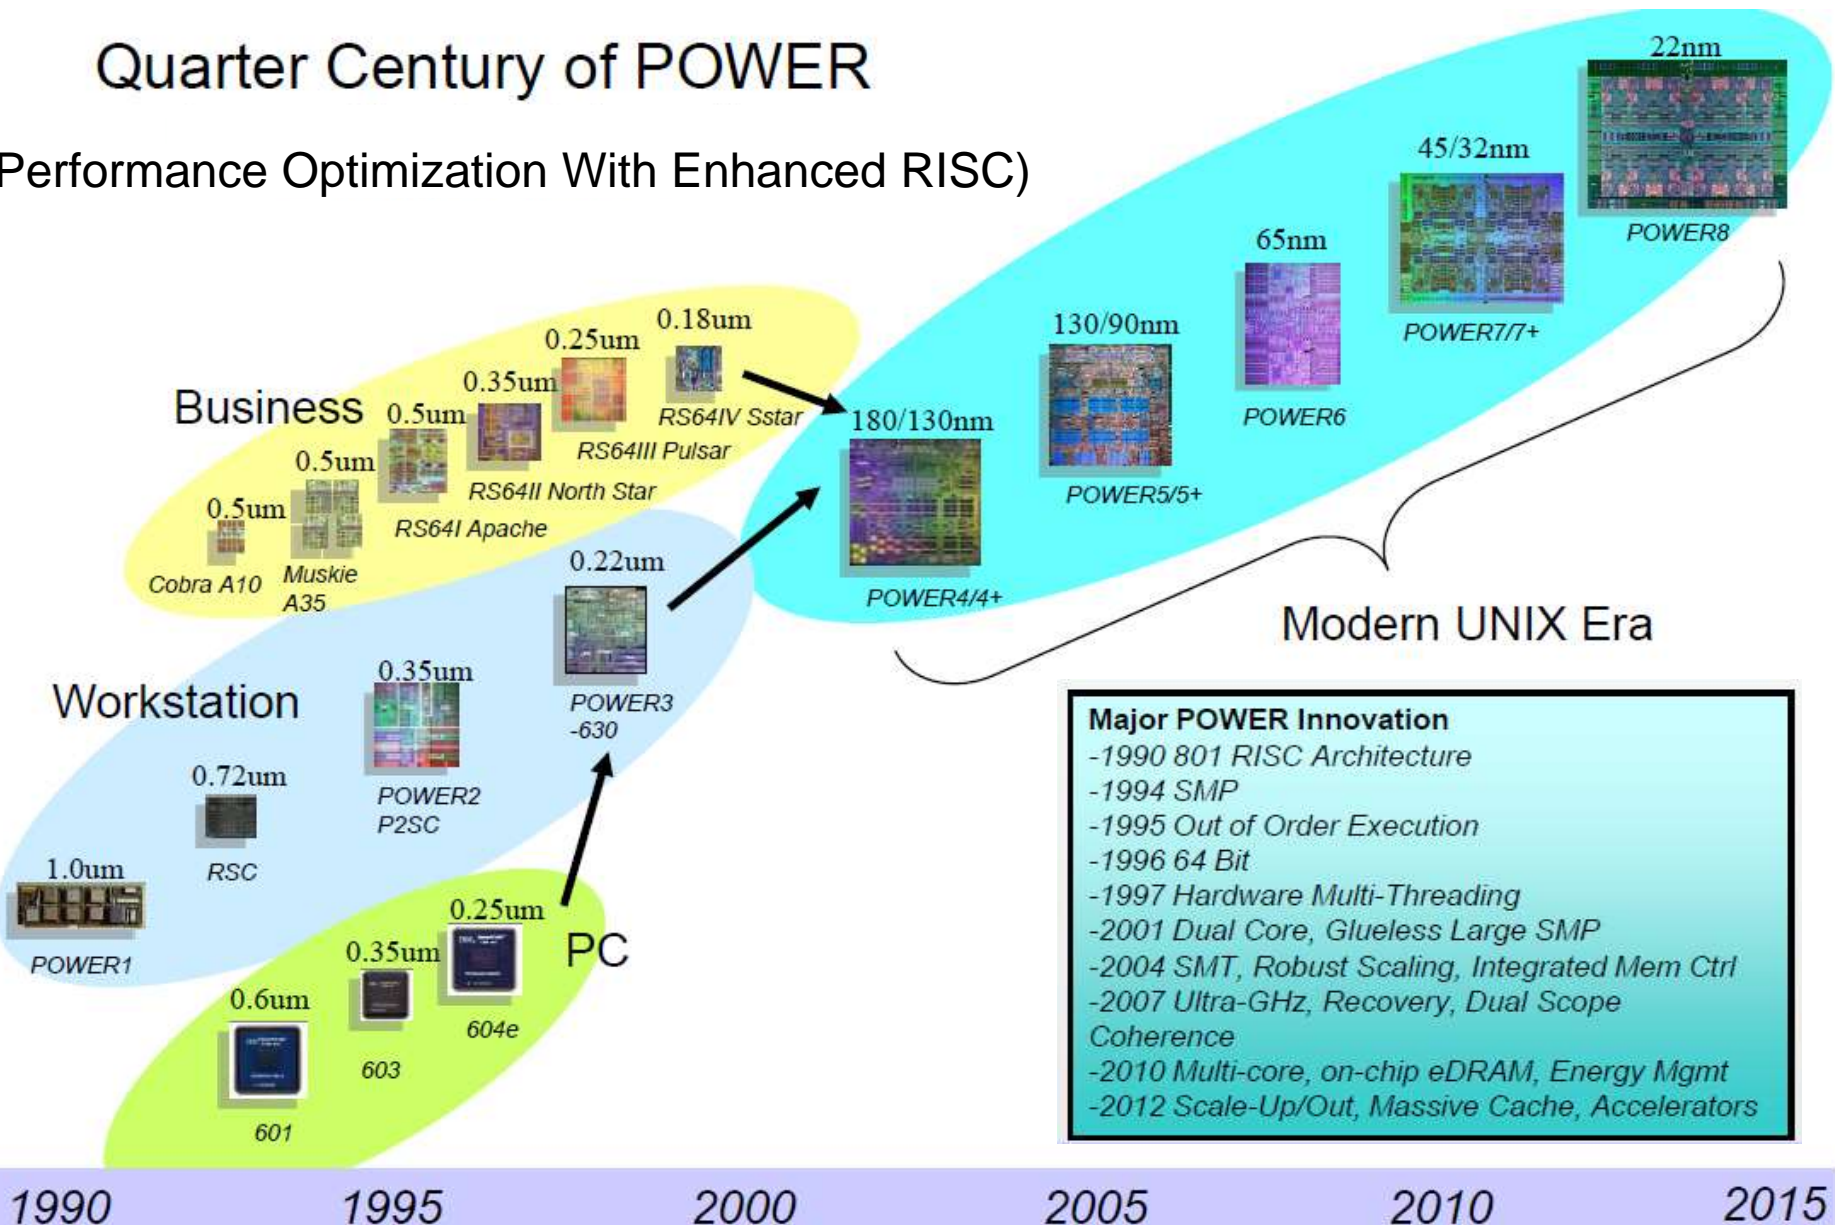 Quarter Century of POWER
Performance Optimization With Enhanced RISC)
22nm
POWER8
45/32nm
POWER7/7+
65nm
POWER6
130/90nm
POWER5/5+
180/130nm
POWER4/4+
Business
0.5um
Cobra A10
0.5um
Muskie
A35
0.5um
RS64I Apache
0.35um
RS64II North Star
0.25um
RS64III Pulsar
0.18um
RS64IV Sstar
Workstation
1.0um
POWER1
0.72um
RSC
0.35um
POWER2
P2SC
0.22um
POWER3
-630
PC
0.6um
601
0.35um
603
0.25um
604e
Modern UNIX Era
Major POWER Innovation
-1990 801 RISC Architecture
-1994 SMP
-1995 Out of Order Execution
-1996 64 Bit
-1997 Hardware Multi-Threading
-2001 Dual Core, Glueless Large SMP
-2004 SMT, Robust Scaling, Integrated Mem Ctrl
-2007 Ultra-GHz, Recovery, Dual Scope
Coherence
-2010 Multi-core, on-chip eDRAM, Energy Mgmt
-2012 Scale-Up/Out, Massive Cache, Accelerators
1990 1995 2000 2005 2010 2015